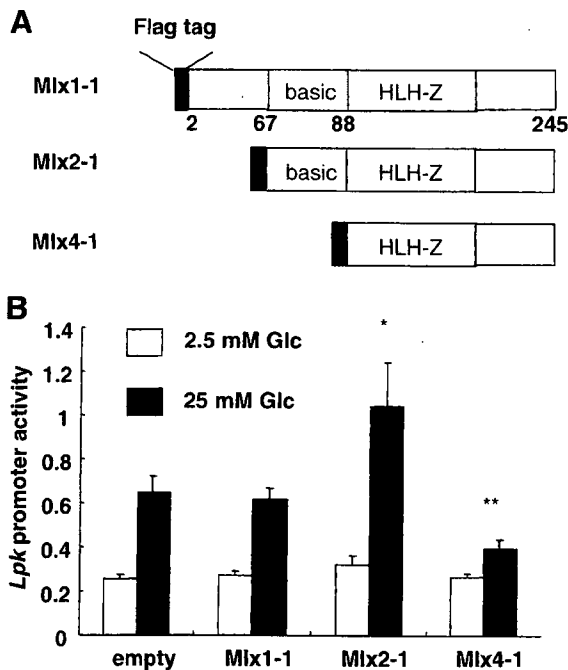 A
Flag tag
Mlx1-1
basic
HLH-Z
2
67
88
245
Mlx2-1
basic
HLH-Z
Mlx4-1
HLH-Z
B
Lpk promoter activity
1.4
1.2
1
0.8
0.6
0.4
0.2
0
2.5 mM Glc
25 mM Glc
*
**
empty
Mlx1-1
Mlx2-1
Mlx4-1